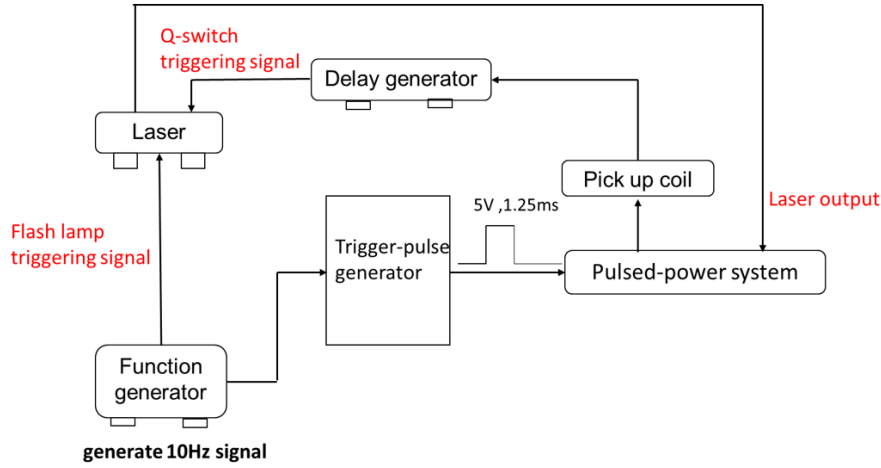 Q-switch
triggering signal
Delay generator
Laser
Pick up coil
5V ,1.25ms
Laser output
Flash lamp
triggering signal
Trigger-pulse
generator
Pulsed-power system
Function
generator
generate 10Hz signal